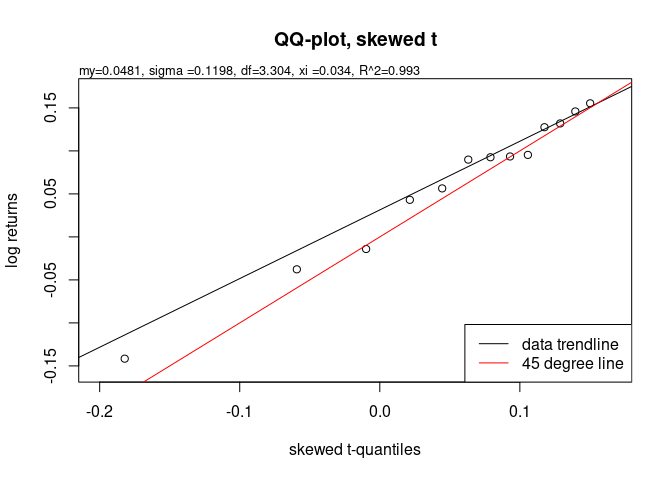 QQ-plot, skewed t
my=0.0481, sigma =0.1198, df=3.304, xi =0.034, R^2=0.993
0.15
0.05
-0.05
-0.15
log returns
data trendline
45 degree line
-0.2 -0.1 0.0 0.1
skewed t-quantiles